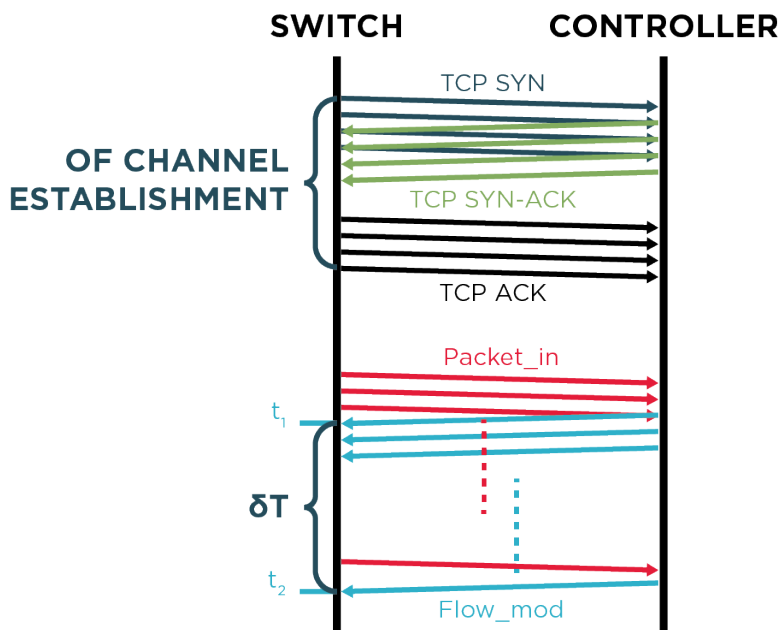 SWITCH
CONTROLLER
TCP SYN
OF CHANNEL
ESTABLISHMENT
TCP SYN-ACK
TCP ACK
Packet_in
t₁
δT
t₂
Flow_mod